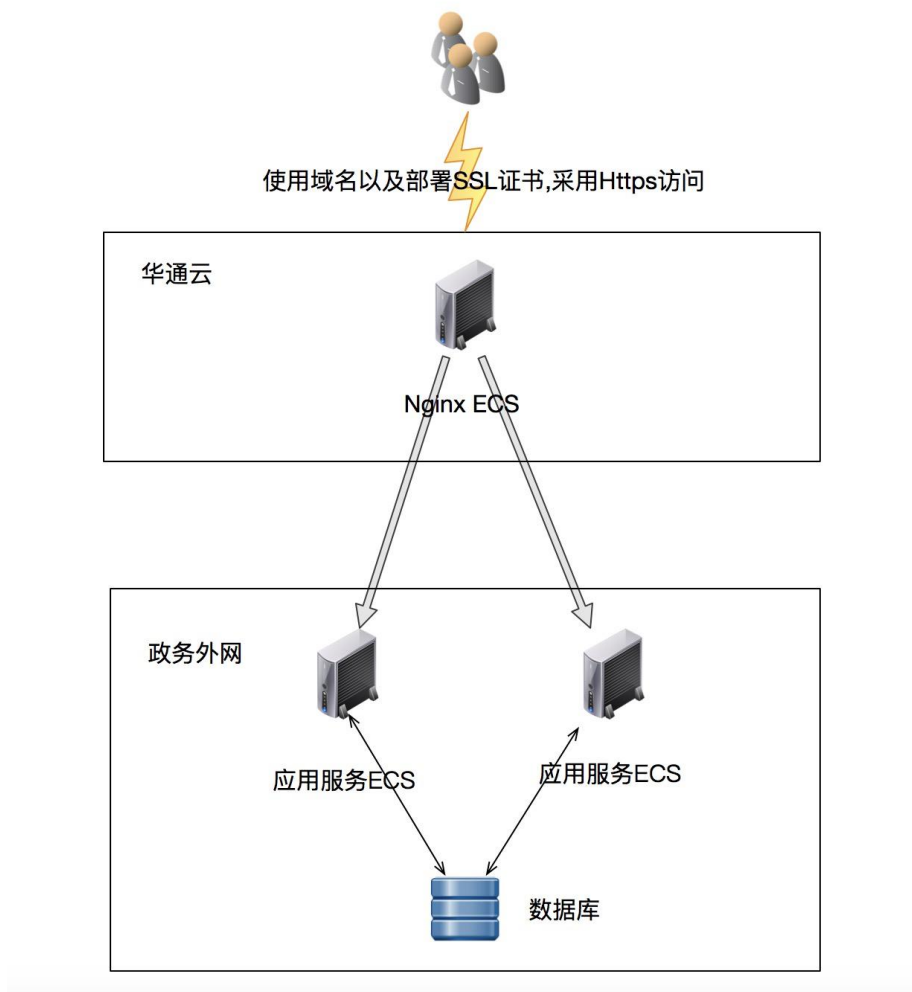 使用域名以及部署SSL证书,采用Https访问
华通云
Nginx ECS
政务外网
应用服务ECS
应用服务ECS
数据库